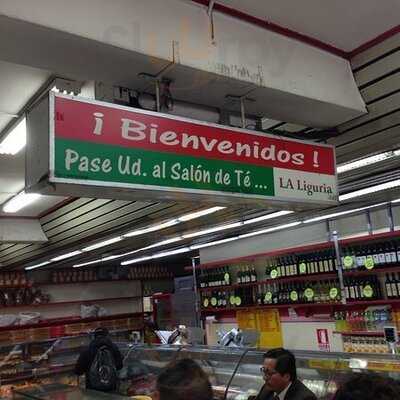 ¡ Bienvenidos !
Pase Ud. al Salón de Té ...
LA Liguria